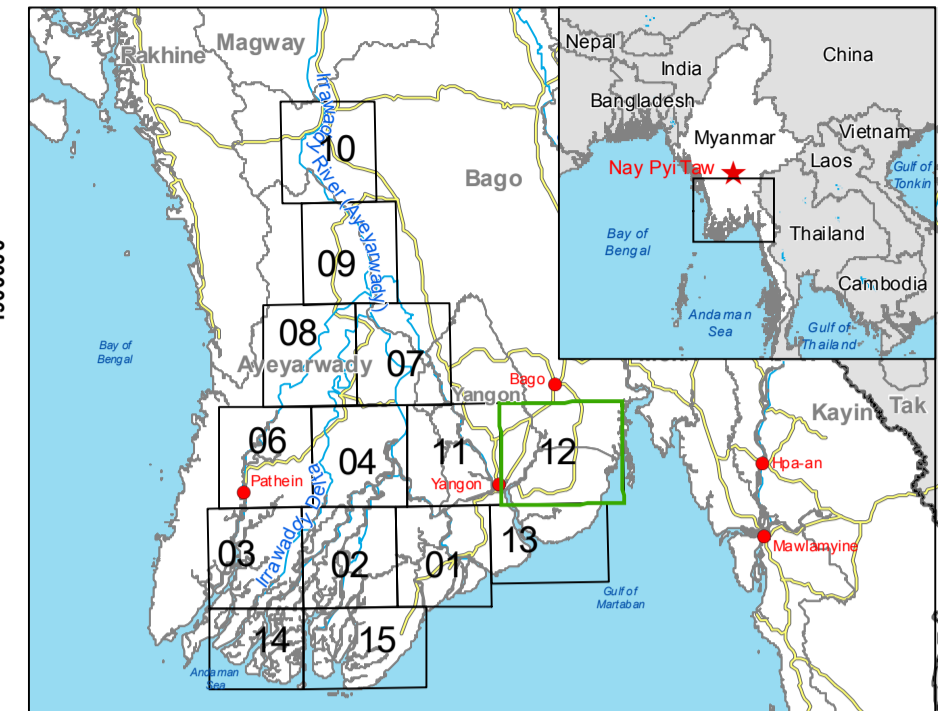 Rakhine
Magway
Nepal
China
India
Bangladesh
Myanmar
Vietnam
Laos
Nay Pyi Taw
Gulf of
Tonkin
Bay of
Bengal
Thailand
Cambodia
Andaman
Sea
Gulf of
Thailand
Irrawaddy River (Ayeyarwady)
10
Bago
09
08
07
Bay of
Bengal
Ayeyarwady
Bago
Yangon
Kayin
Tak
06
04
11
12
Pathein
Yangon
Hpa-an
Irrawaddy Delta
03
02
01
13
Mawlamyine
Gulf of
Martaban
14
15
Andaman
Sea